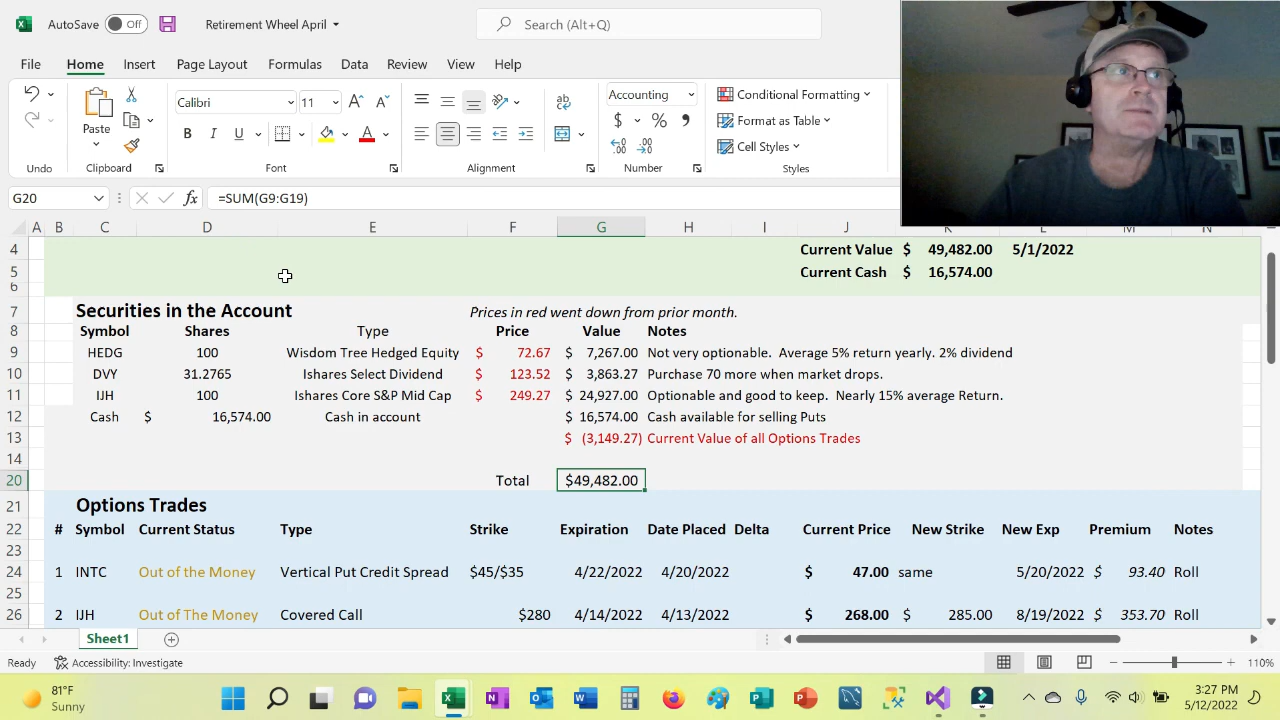 AutoSave Off Retirement Wheel April Search (Alt+Q)
File Home Insert Page Layout Formulas Data Review View Help
Calibri 11 Accounting Conditional Formatting
Paste B I U $ % Format as Table
Cell Styles
Undo Clipboard Font Alignment Number Styles
G20 fx =SUM(G9:G19)
A B C D E F G H I J K L M N
4 Current Value $ 49,482.00 5/1/2022
5 Current Cash $ 16,574.00
6
7 Securities in the Account Prices in red went down from prior month.
8 Symbol Shares Type Price Value Notes
9 HEDG 100 Wisdom Tree Hedged Equity $ 72.67 $ 7,267.00 Not very optionable. Average 5% return yearly. 2% dividend
10 DVY 31.2765 Ishares Select Dividend $ 123.52 $ 3,863.27 Purchase 70 more when market drops.
11 IJH 100 Ishares Core S&P Mid Cap $ 249.27 $ 24,927.00 Optionable and good to keep. Nearly 15% average Return.
12 Cash $ 16,574.00 Cash in account $ 16,574.00 Cash available for selling Puts
13 $ (3,149.27) Current Value of all Options Trades
14
20 Total $49,482.00
21 Options Trades
22 # Symbol Current Status Type Strike Expiration Date Placed Delta Current Price New Strike New Exp Premium Notes
23
24 1 INTC Out of the Money Vertical Put Credit Spread $45/$35 4/22/2022 4/20/2022 $ 47.00 same 5/20/2022 $ 93.40 Roll
25
26 2 IJH Out of The Money Covered Call $280 4/14/2022 4/13/2022 $ 268.00 $ 285.00 8/19/2022 $ 353.70 Roll
Sheet1
Ready Accessibility: Investigate 110%
81°F
Sunny
3:27 PM
5/12/2022